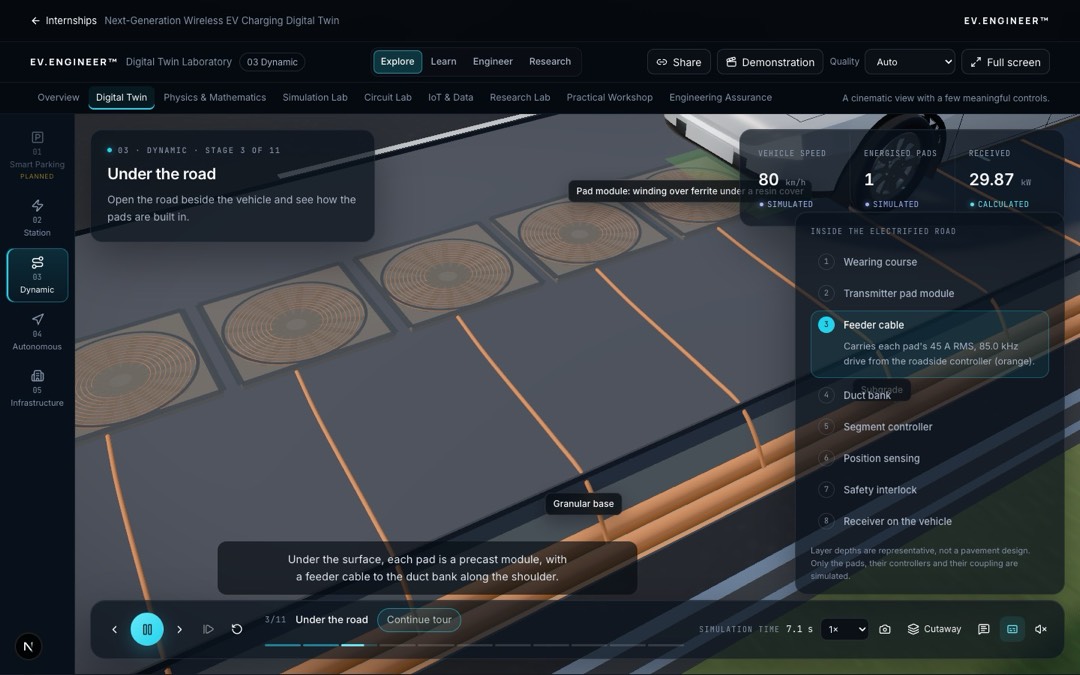 ← Internships Next-Generation Wireless EV Charging Digital Twin
EV.ENGINEER™
EV.ENGINEER™ Digital Twin Laboratory 03 Dynamic
Explore Learn Engineer Research
Share Demonstration Quality Auto Full screen
Overview Digital Twin Physics & Mathematics Simulation Lab Circuit Lab IoT & Data Research Lab Practical Workshop Engineering Assurance
A cinematic view with a few meaningful controls.
01
Smart Parking
PLANNED
02
Station
03
Dynamic
04
Autonomous
05
Infrastructure
03 · DYNAMIC · STAGE 3 OF 11
Under the road
Open the road beside the vehicle and see how the
pads are built in.
Pad module: winding over ferrite under a resin cover
VEHICLE SPEED
80 km/h
SIMULATED
ENERGISED PADS
1
SIMULATED
RECEIVED
29.87 kW
CALCULATED
INSIDE THE ELECTRIFIED ROAD
1 Wearing course
2 Transmitter pad module
3 Feeder cable
Carries each pad's 45 A RMS, 85.0 kHz
drive from the roadside controller (orange).
Subgrade
4 Duct bank
5 Segment controller
6 Position sensing
7 Safety interlock
8 Receiver on the vehicle
Layer depths are representative, not a pavement design.
Only the pads, their controllers and their coupling are
simulated.
Granular base
Under the surface, each pad is a precast module, with
a feeder cable to the duct bank along the shoulder.
3/11 Under the road Continue tour
SIMULATION TIME 7.1 s 1× Cutaway
N